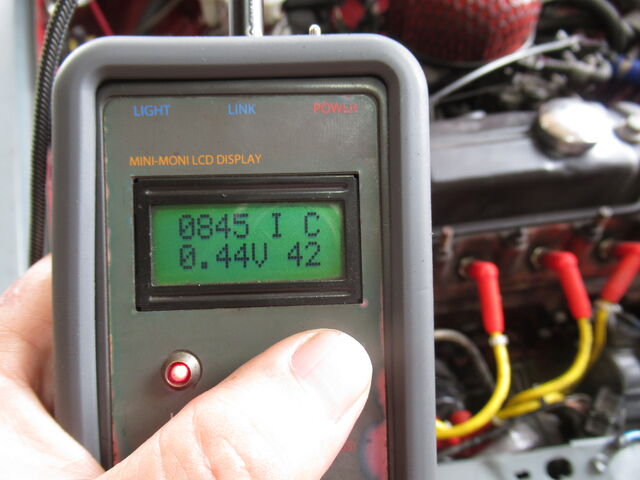 LIGHT LINK POWER
MINI-MONI LCD DISPLAY
0845 I C
0.44V 42